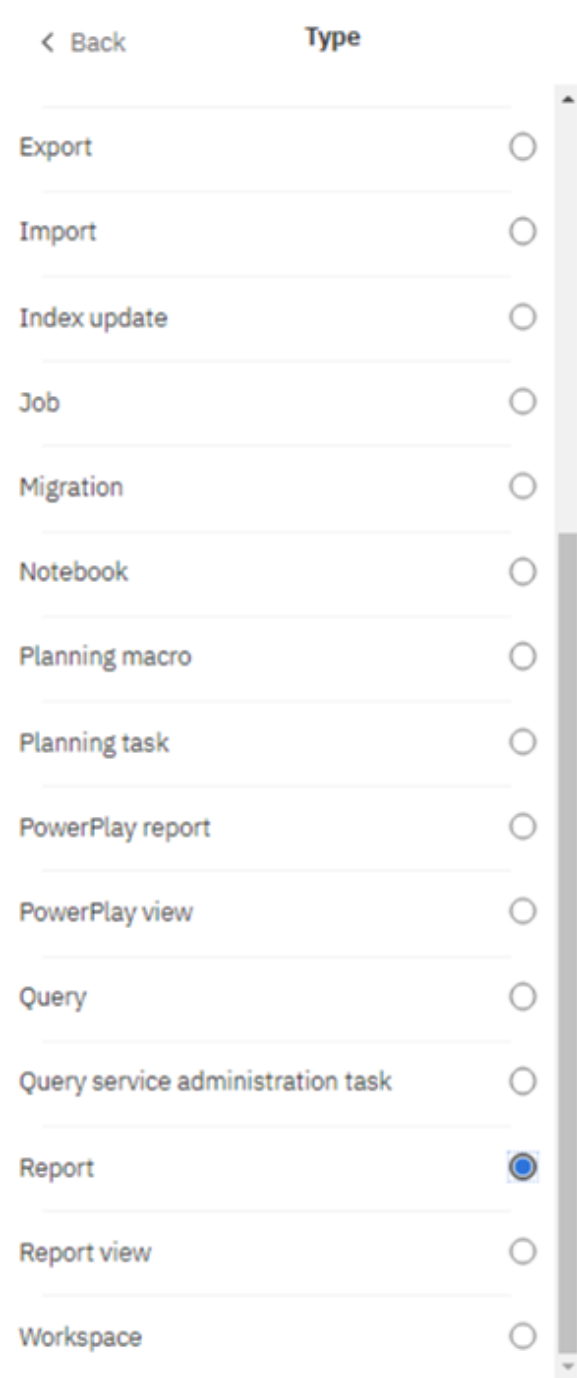 Back
Type
Export
Import
Index update
Job
Migration
Notebook
Planning macro
Planning task
PowerPlay report
PowerPlay view
Query
Query service administration task
Report
Report view
Workspace